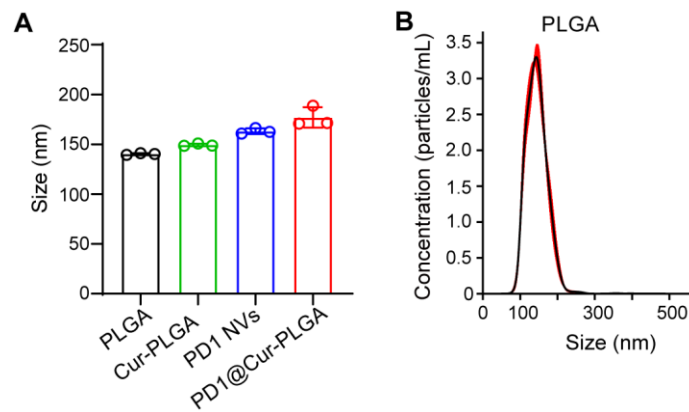 A
Size (nm)
250
200
150
100
50
0
PLGA
Cur-PLGA
PD1 NVs
PD1@Cur-PLGA
B
PLGA
Concentration (particles/mL)
3.5
3.0
2.5
2.0
1.5
1.0
0.5
0
0
100
300
500
Size (nm)